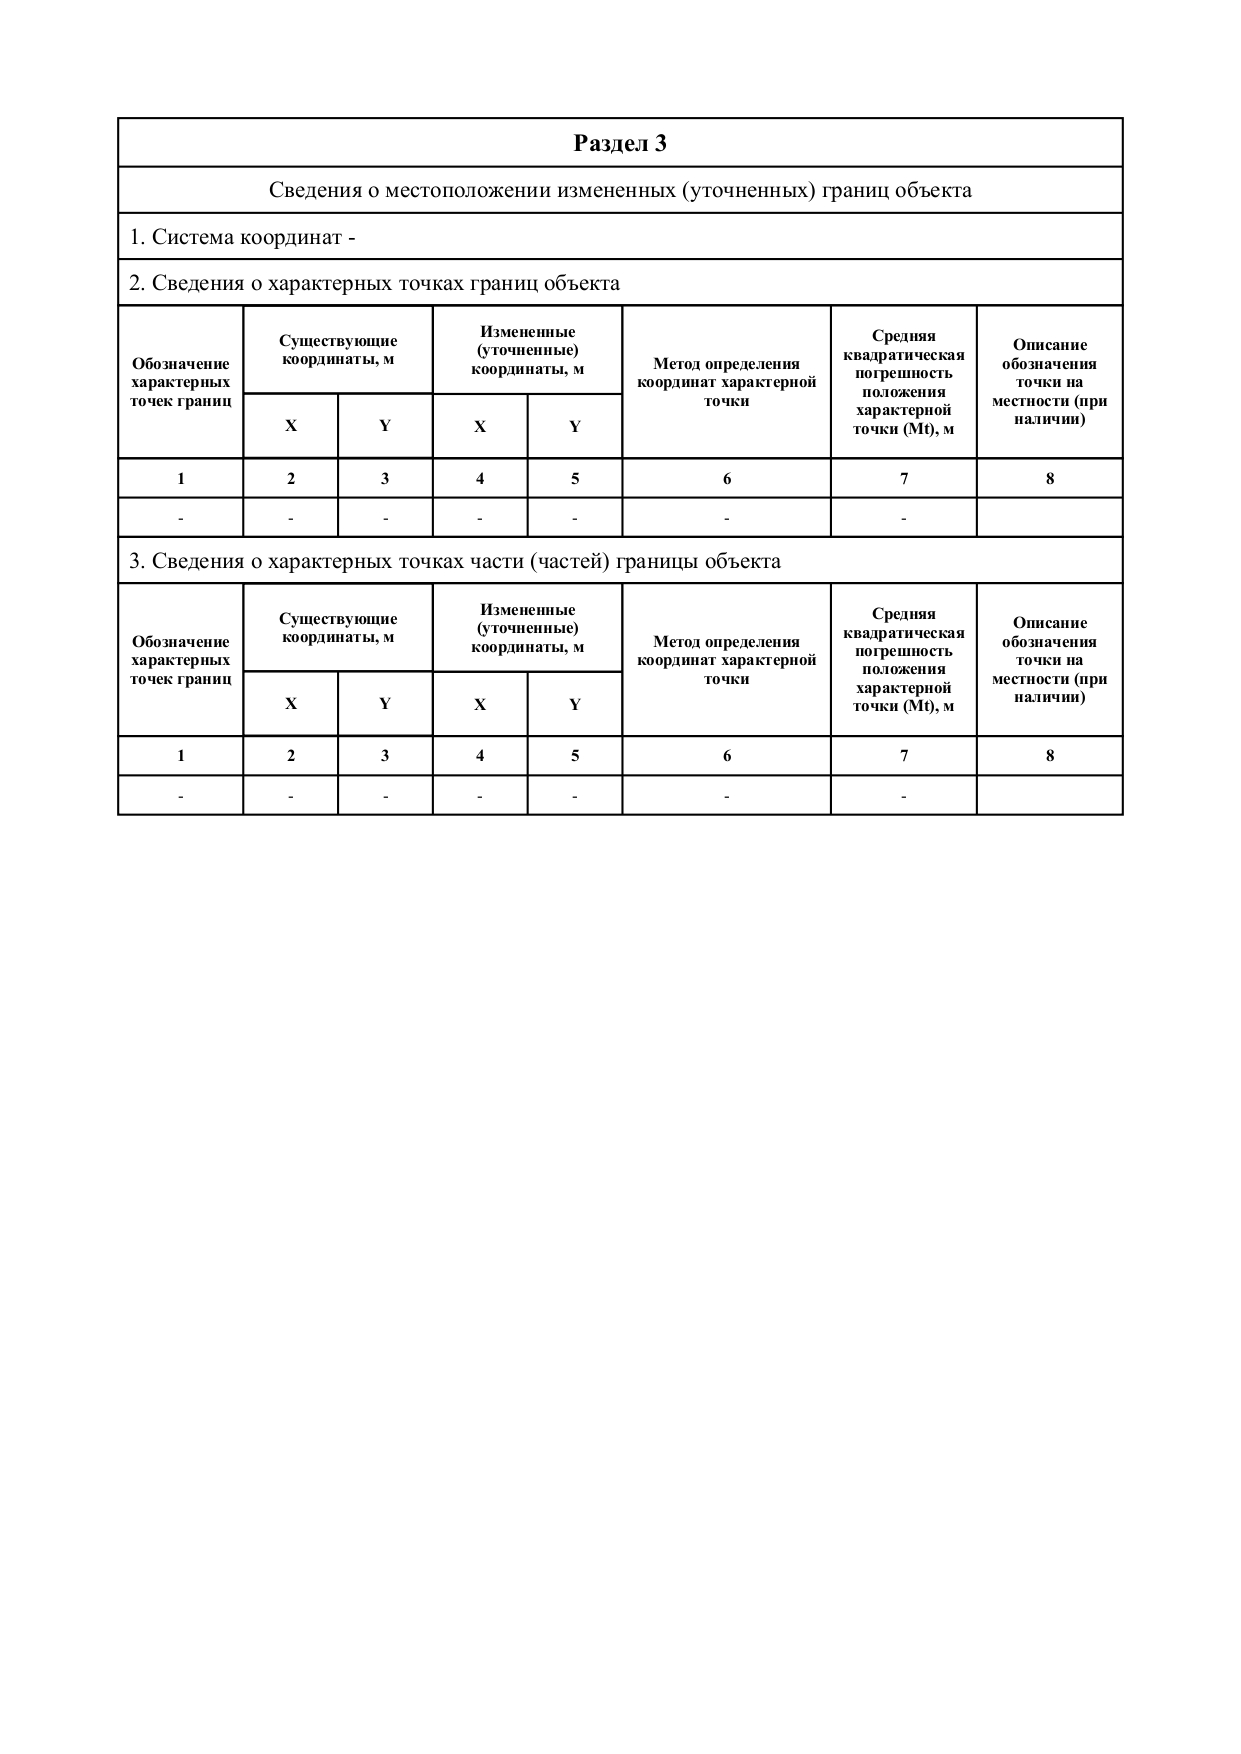 Раздел 3
Сведения о местоположении измененных (уточненных) границ объекта
1. Система координат -
2. Сведения о характерных точках границ объекта
Обозначение
характерных
точек границ
Существующие
координаты, м
Измененные
(уточненные)
координаты, м
Метод определения
координат характерной
точки
Средняя
квадратическая
погрешность
положения
характерной
точки (Mt), м
Описание
обозначения
точки на
местности (при
наличии)
X Y X Y
1 2 3 4 5 6 7 8
- - - - - - -
3. Сведения о характерных точках части (частей) границы объекта
Обозначение
характерных
точек границ
Существующие
координаты, м
Измененные
(уточненные)
координаты, м
Метод определения
координат характерной
точки
Средняя
квадратическая
погрешность
положения
характерной
точки (Mt), м
Описание
обозначения
точки на
местности (при
наличии)
X Y X Y
1 2 3 4 5 6 7 8
- - - - - - -